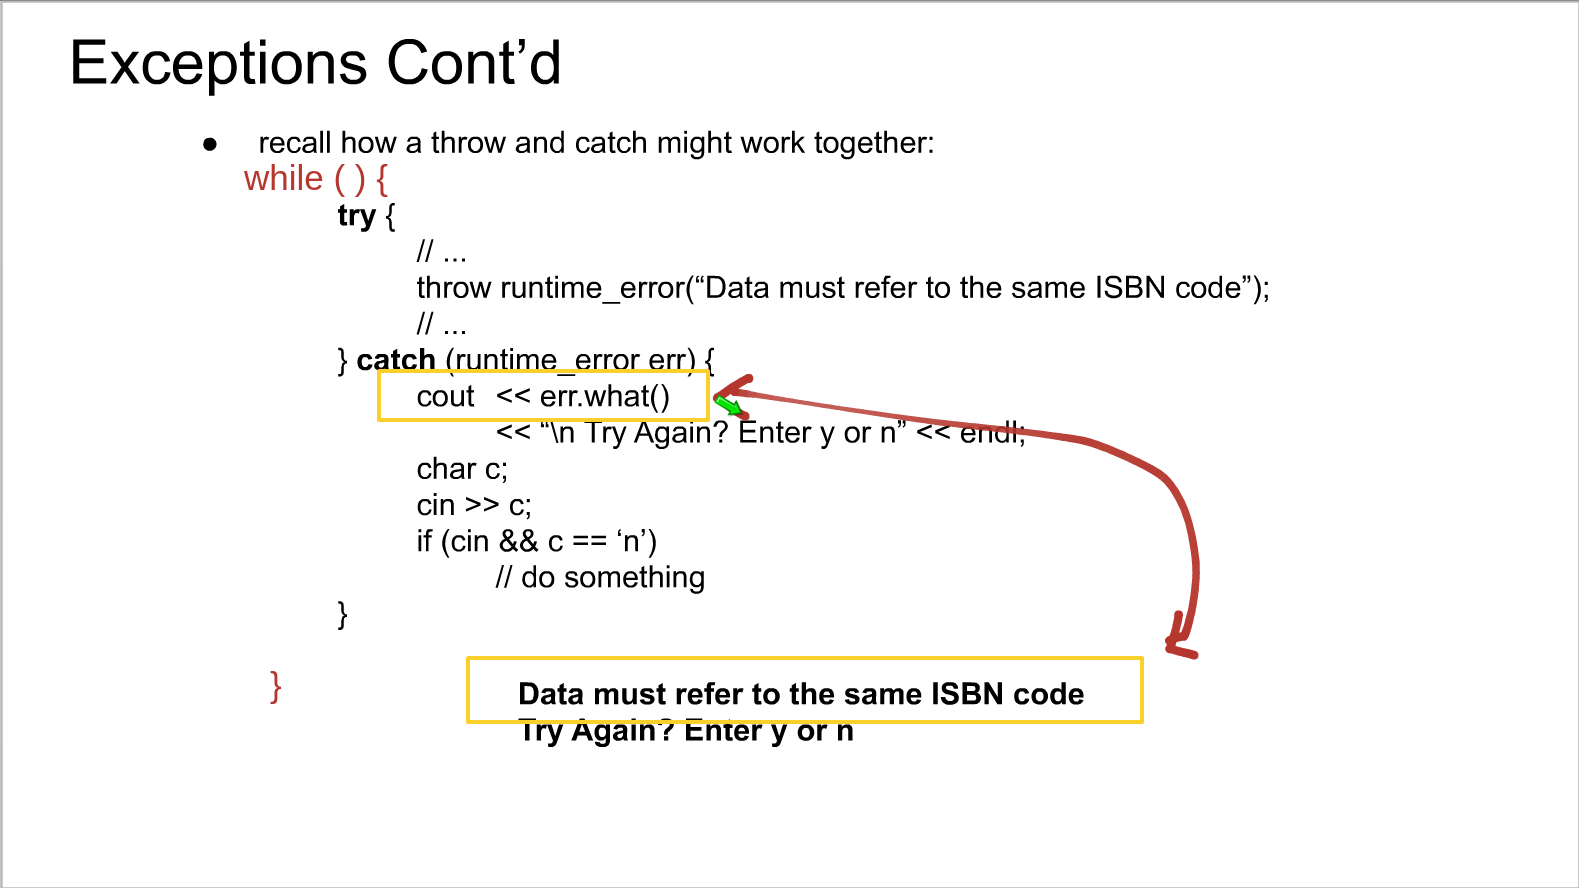 Exceptions Cont’d
● recall how a throw and catch might work together:
while ( ) {
try {
// ...
throw runtime_error(“Data must refer to the same ISBN code”);
// ...
} catch (runtime_error err) {
cout << err.what()
<< “\n Try Again? Enter y or n” << endl;
char c;
cin >> c;
if (cin && c == ‘n’)
// do something
}
}
Data must refer to the same ISBN code
Try Again? Enter y or n